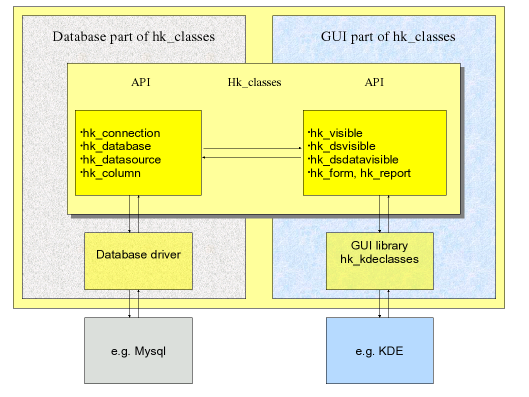 Database part of hk_classes
GUI part of hk_classes
API
Hk_classes
API
·hk_connection
·hk_database
·hk_datasource
·hk_column
·hk_visible
·hk_dsvisible
·hk_dsdatavisible
·hk_form, hk_report
Database driver
GUI library
hk_kdeclasses
e.g. Mysql
e.g. KDE